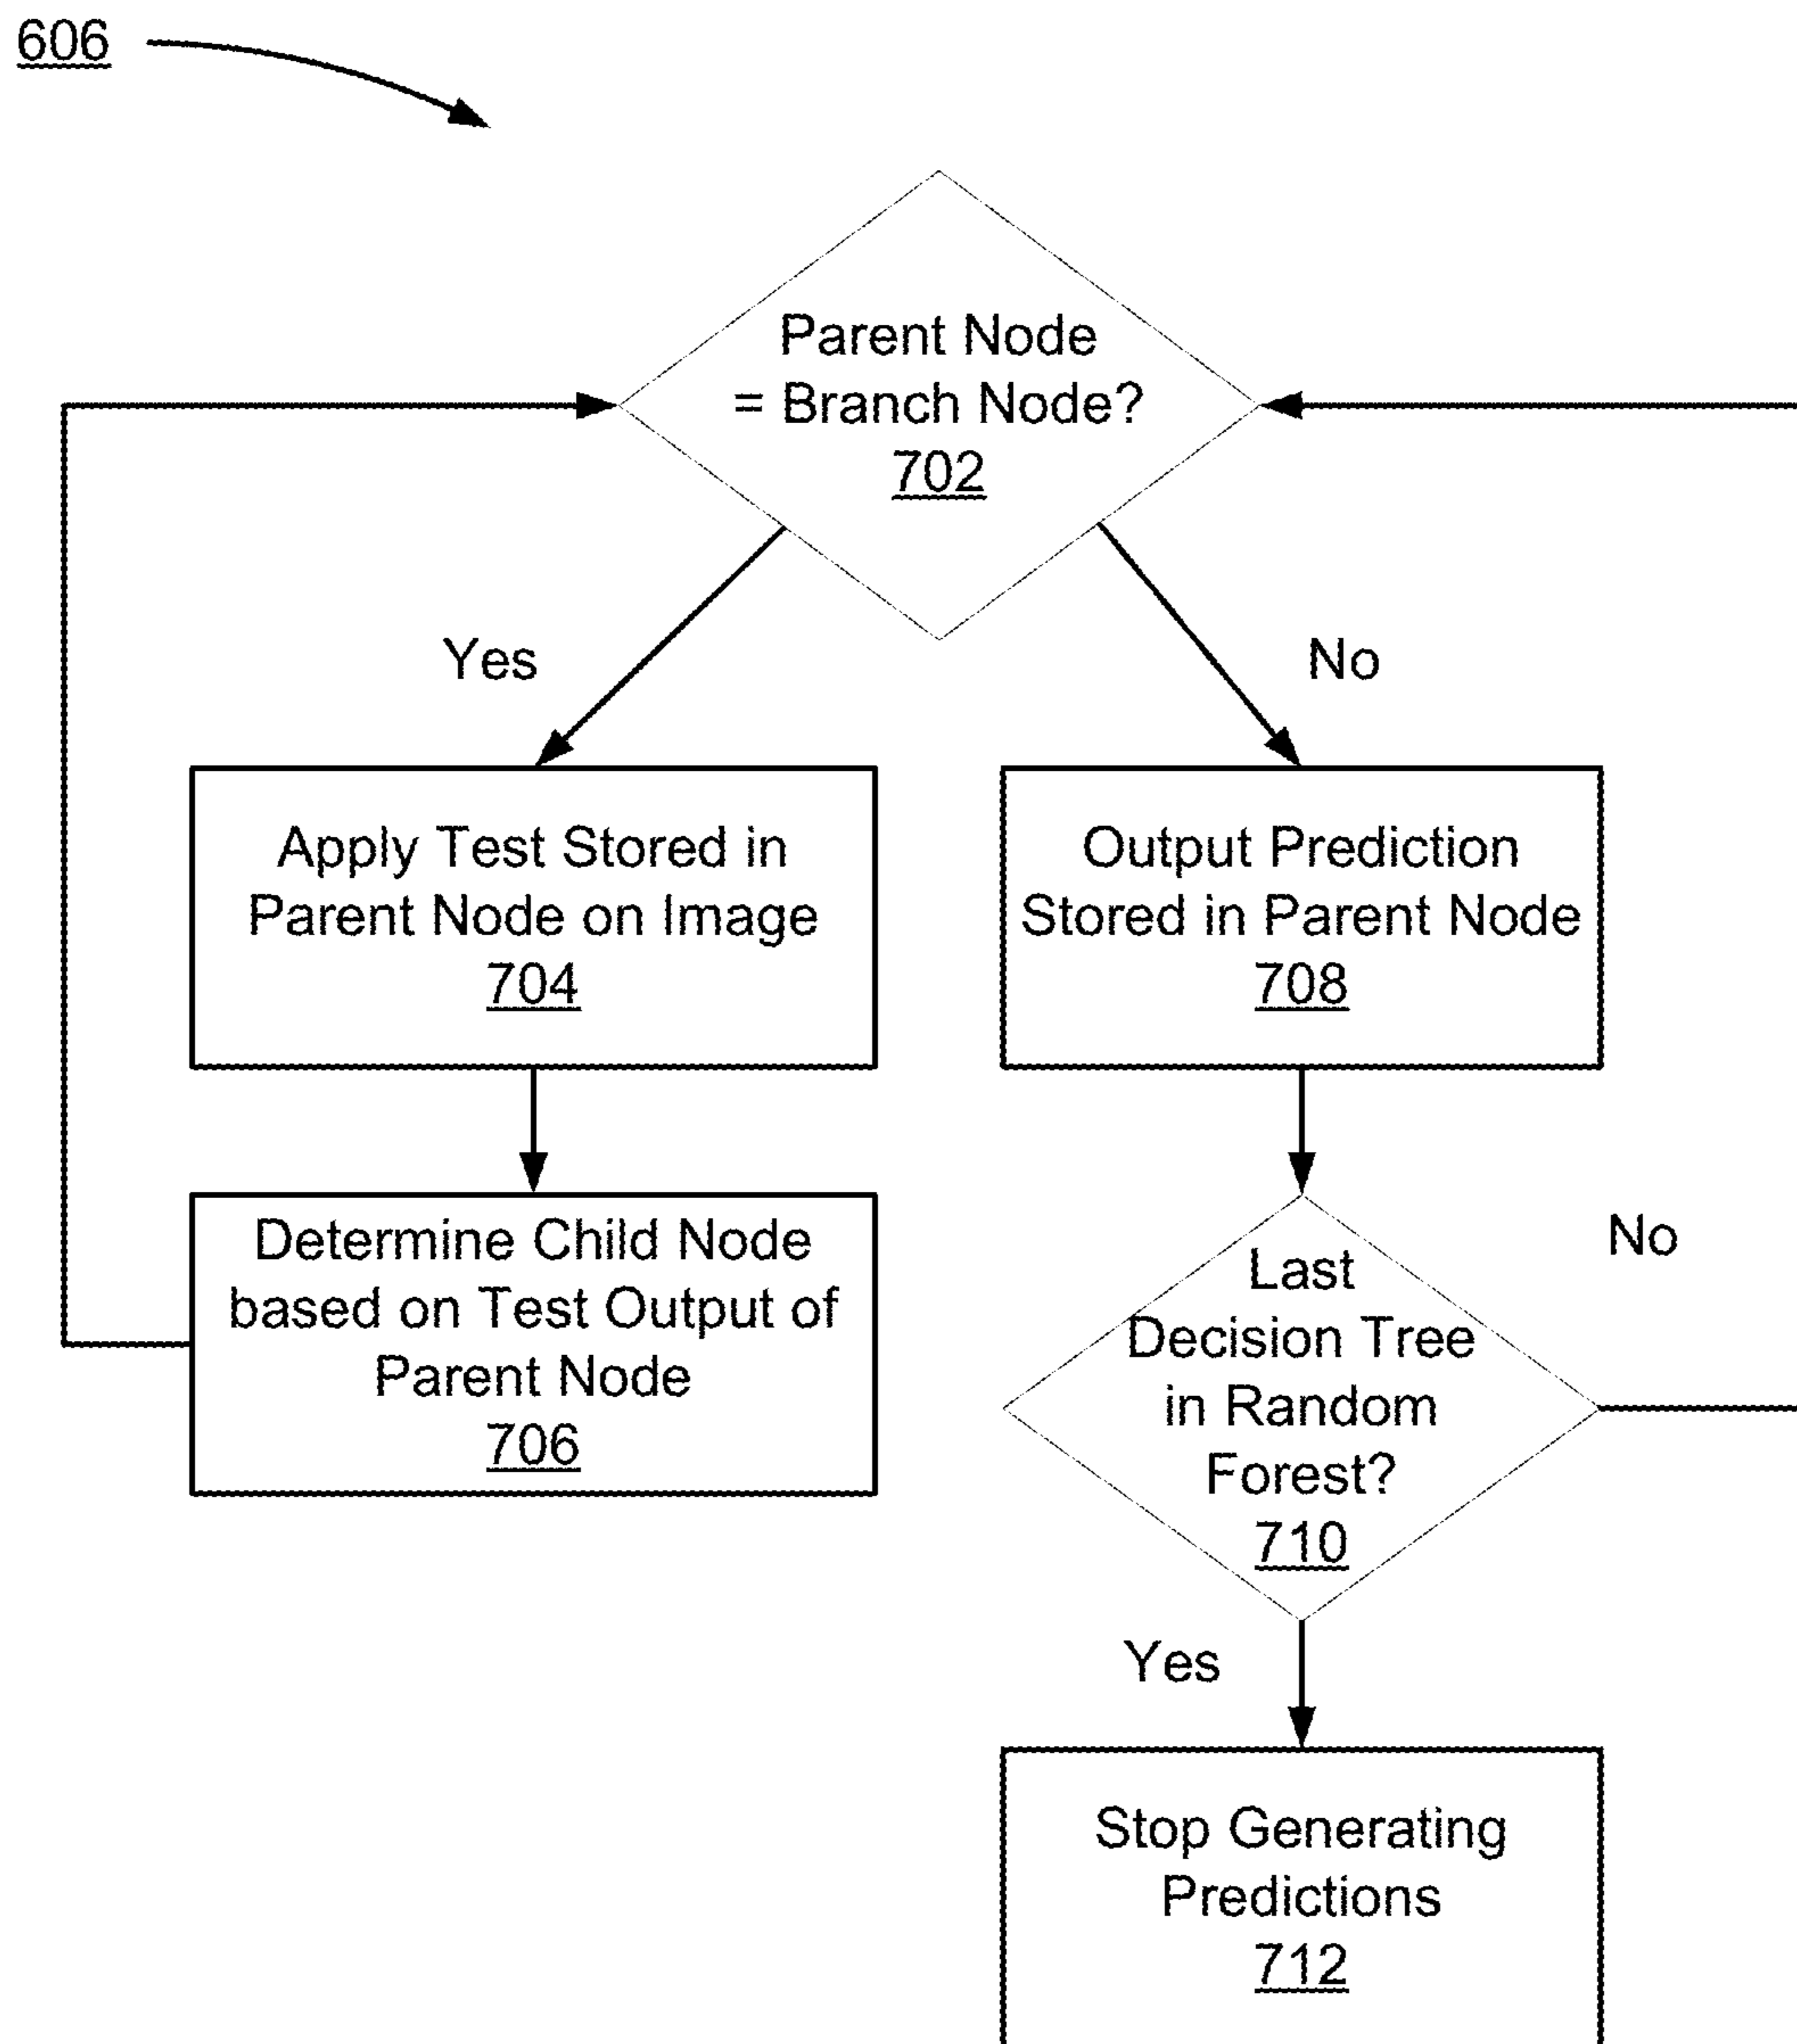 606
Parent Node
= Branch Node?
702
Yes
No
Apply Test Stored in
Parent Node on Image
704
Output Prediction
Stored in Parent Node
708
Determine Child Node
based on Test Output of
Parent Node
706
No
Last
Decision Tree
in Random
Forest?
710
Yes
Stop Generating
Predictions
712